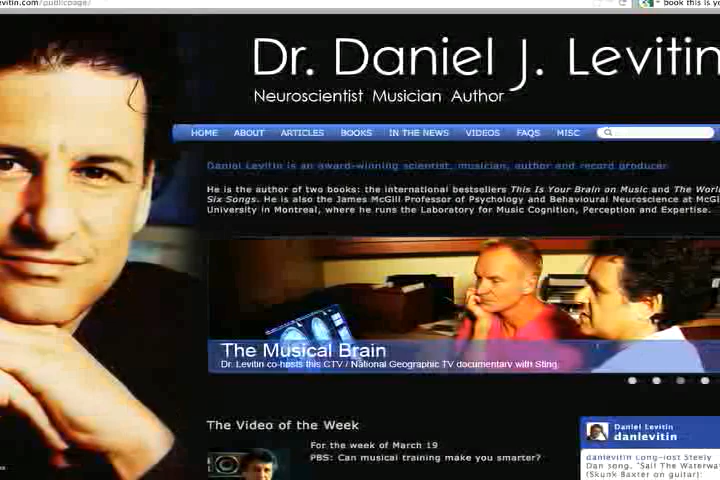 evitin.com/publicpage/
book this is yo
Dr. Daniel J. Levitin
Neuroscientist Musician Author
HOME ABOUT ARTICLES BOOKS IN THE NEWS VIDEOS FAQS MISC
Daniel Levitin is an award-winning scientist, musician, author and record producer.
He is the author of two books: the international bestsellers This Is Your Brain on Music and The Worl
Six Songs. He is also the James McGill Professor of Psychology and Behavioural Neuroscience at McGi
University in Montreal, where he runs the Laboratory for Music Cognition, Perception and Expertise.
The Musical Brain
Dr. Levitin co-hosts this CTV / National Geographic TV documentary with Sting.
The Video of the Week
For the week of March 19
PBS: Can musical training make you smarter?
Daniel Levitin
danlevitin
danlevitin Long-lost Steely
Dan song, "Sail The Waterwa
(Skunk Baxter on guitar):